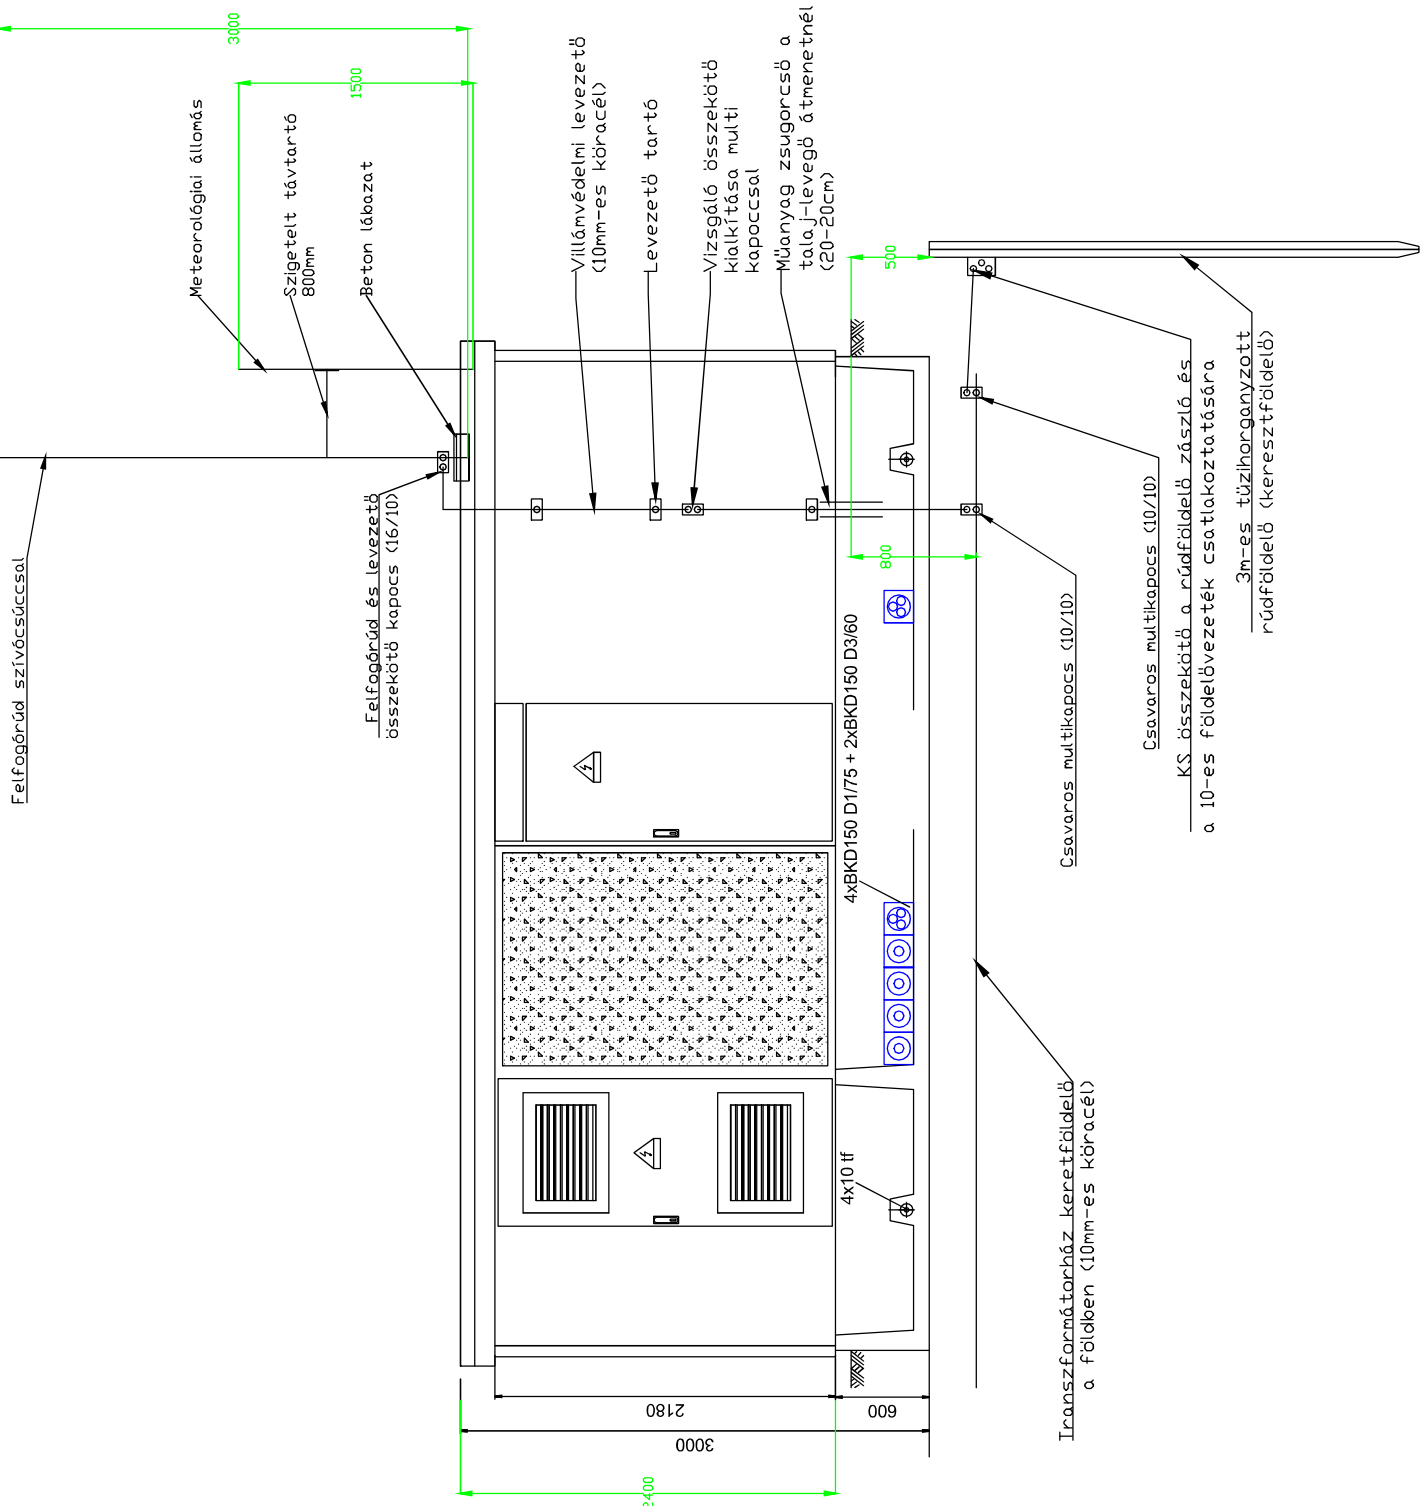 3000
1500
Meteorológiai állomás
Szigetelt távtartó
800mm
Beton lábazat
Villámvédelmi levezető
(10mm-es köracél)
Levezető tartó
Vizsgáló összekötő
kialkítása multi
kapoccsal
Műanyag zsugorcső a
talaj-levegő átmenetnél
(20-20cm)
500
Felfogórúd szívócsúccsal
Felfogórúd és levezető
összekötő kapocs (16/10)
800
4xBKD150 D1/75 + 2xBKD150 D3/60
Csavaros multikapocs (10/10)
Csavaros multikapocs (10/10)
KS összekötő a rúdföldelő zászló és
a 10-es földelővezeték csatlakoztatására
3m-es tüzihorganyzott
rúdföldelő (keresztföldelő)
4x10 tf
Transzformátorház keretföldelő
a földben (10mm-es köracél)
2180
600
3000
2400